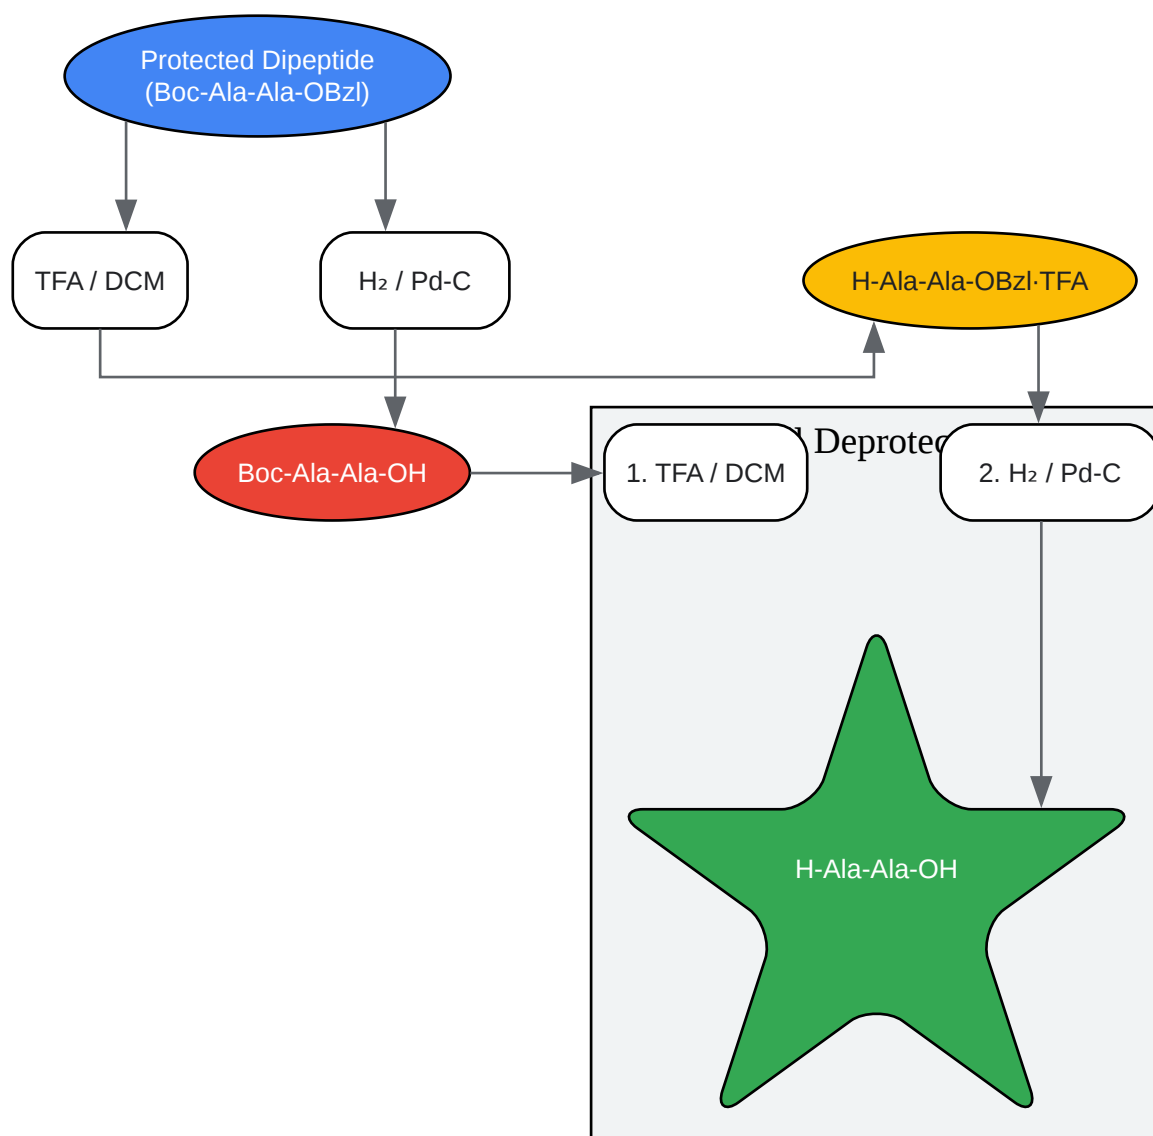 Protected Dipeptide
(Boc-Ala-Ala-OBzl)
TFA / DCM
H₂ / Pd-C
H-Ala-Ala-OBzl·TFA
Boc-Ala-Ala-OH
1. TFA / DCM
2. H₂ / Pd-C
H-Ala-Ala-OH